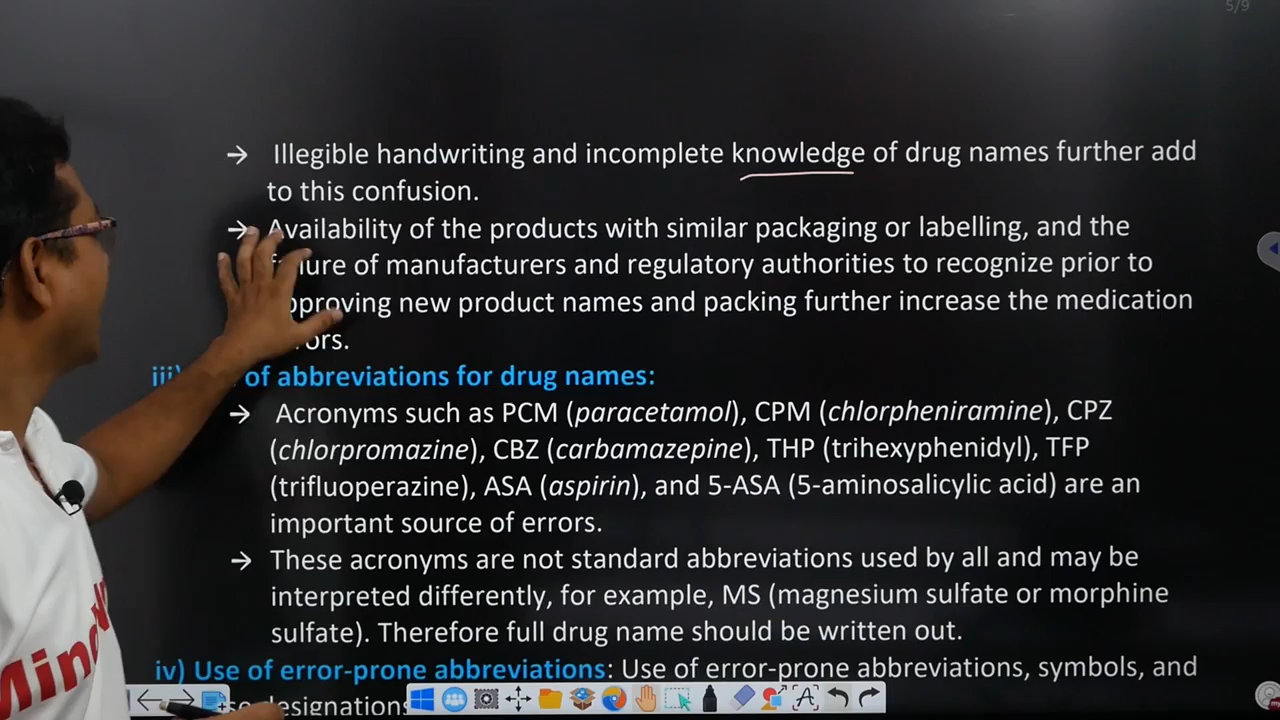 5/9
→ Illegible handwriting and incomplete knowledge of drug names further add
to this confusion.
→ Availability of the products with similar packaging or labelling, and the
of manufacturers and regulatory authorities to recognize prior to
new product names and packing further increase the medication
iii) of abbreviations for drug names:
→ Acronyms such as PCM (paracetamol), CPM (chlorpheniramine), CPZ
(chlorpromazine), CBZ (carbamazepine), THP (trihexyphenidyl), TFP
(trifluoperazine), ASA (aspirin), and 5-ASA (5-aminosalicylic acid) are an
important source of errors.
→ These acronyms are not standard abbreviations used by all and may be
interpreted differently, for example, MS (magnesium sulfate or morphine
sulfate). Therefore full drug name should be written out.
iv) Use of error-prone abbreviations: Use of error-prone abbreviations, symbols, and